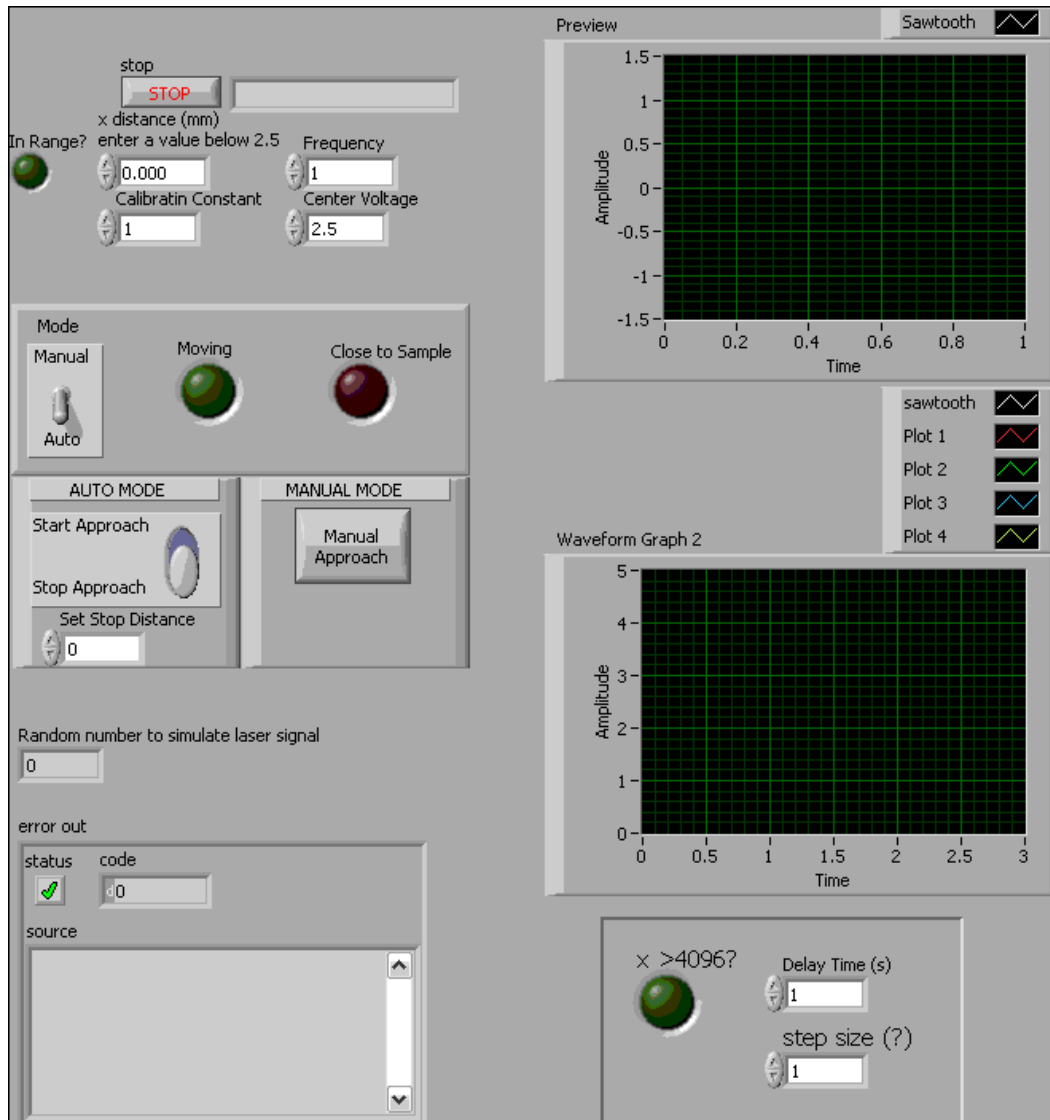 Preview
Sawtooth
stop
STOP
x distance (mm)
enter a value below 2.5
In Range?
0.000
Frequency
1
Calibratin Constant
1
Center Voltage
2.5
1.5
1
0.5
0
-0.5
-1
-1.5
Amplitude
0 0.2 0.4 0.6 0.8 1
Time
Mode
Manual
Auto
Moving
Close to Sample
sawtooth
Plot 1
Plot 2
Plot 3
Plot 4
AUTO MODE
Start Approach
Stop Approach
Set Stop Distance
0
MANUAL MODE
Manual
Approach
Waveform Graph 2
5
4
3
2
1
0
Amplitude
0 0.5 1 1.5 2 2.5 3
Time
Random number to simulate laser signal
0
error out
status
code
d0
source
x >4096?
Delay Time (s)
1
step size (?)
1